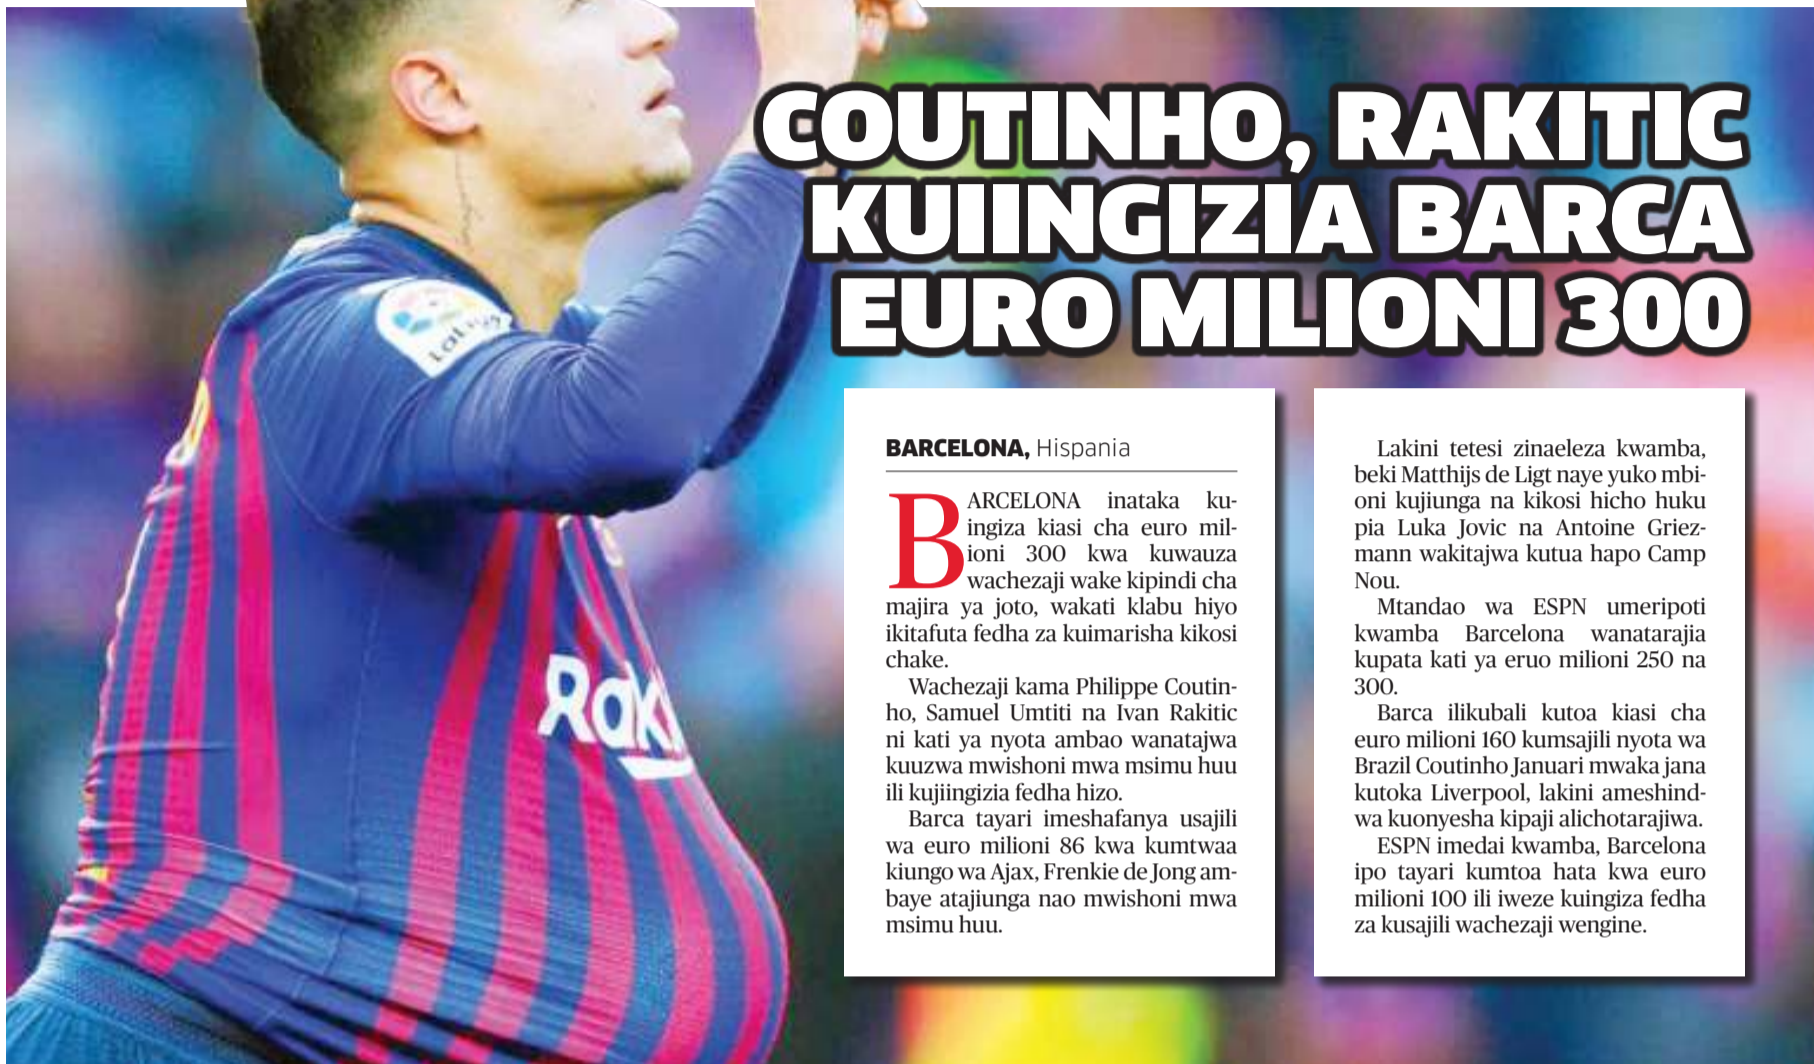 COUTINHO, RAKITIC
KUIINGIZIA BARCA
EURO MILIONI 300
LaLiga
Rak
BARCELONA, Hispania
BARCELONA inataka ku-
ingiza kiasi cha euro mil-
ioni 300 kwa kuwauza
wachezaji wake kipindi cha
majira ya joto, wakati klabu hiyo
ikitafuta fedha za kuimarisha kikosi
chake.
Wachezaji kama Philippe Coutin-
ho, Samuel Umtiti na Ivan Rakitic
ni kati ya nyota ambao wanatajwa
kuuzwa mwishoni mwa msimu huu
ili kujiingizia fedha hizo.
Barca tayari imeshafanya usajili
wa euro milioni 86 kwa kumtwaa
kiungo wa Ajax, Frenkie de Jong am-
baye atajiunga nao mwishoni mwa
msimu huu.
Lakini tetesi zinaeleza kwamba,
beki Matthijs de Ligt naye yuko mbi-
oni kujiunga na kikosi hicho huku
pia Luka Jovic na Antoine Griez-
mann wakitajwa kutua hapo Camp
Nou.
Mtandao wa ESPN umeripoti
kwamba Barcelona wanatarajia
kupata kati ya eruo milioni 250 na
300.
Barca ilikubali kutoa kiasi cha
euro milioni 160 kumsajili nyota wa
Brazil Coutinho Januari mwaka jana
kutoka Liverpool, lakini ameshind-
wa kuonyesha kipaji alichotarajiwa.
ESPN imedai kwamba, Barcelona
ipo tayari kumtoa hata kwa euro
milioni 100 ili iweze kuingiza fedha
za kusajili wachezaji wengine.